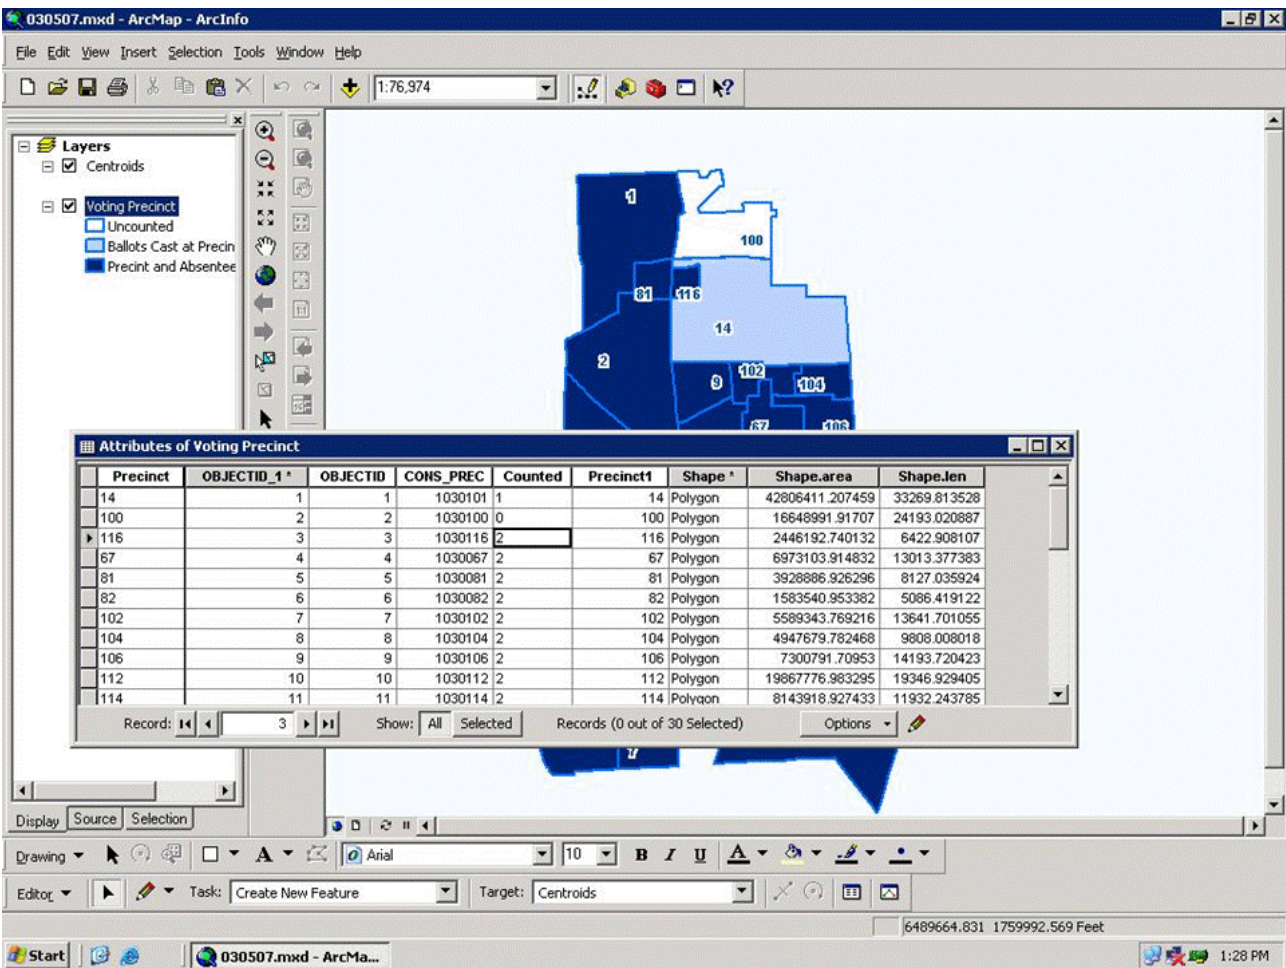 030507.mxd - ArcMap - ArcInfo
File Edit View Insert Selection Tools Window Help
1:76,974
Layers
Centroids
Voting Precinct
Uncounted
Ballots Cast at Precin
Precint and Absentee
1
100
81 116
14
2
9 102 104
67 106
Attributes of Voting Precinct
Precinct OBJECTID_1 * OBJECTID CONS_PREC Counted Precinct1 Shape * Shape.area Shape.len
14 1 1 1030101 1 14 Polygon 42806411.207459 33269.813528
100 2 2 1030100 0 100 Polygon 16648991.91707 24193.020887
116 3 3 1030116 2 116 Polygon 2446192.740132 6422.908107
67 4 4 1030067 2 67 Polygon 6973103.914832 13013.377383
81 5 5 1030081 2 81 Polygon 3928886.926296 8127.035924
82 6 6 1030082 2 82 Polygon 1583540.953382 5086.419122
102 7 7 1030102 2 102 Polygon 5589343.769216 13641.701055
104 8 8 1030104 2 104 Polygon 4947679.782468 9808.008018
106 9 9 1030106 2 106 Polygon 7300791.70953 14193.720423
112 10 10 1030112 2 112 Polygon 19867776.983295 19346.929405
114 11 11 1030114 2 114 Polygon 8143918.927433 11932.243785
Record: 3 Show: All Selected Records (0 out of 30 Selected) Options
Display Source Selection
Drawing A Arial 10 B I U A
Editor Task: Create New Feature Target: Centroids
6489664.831 1759992.569 Feet
Start 030507.mxd - ArcMa... 1:28 PM